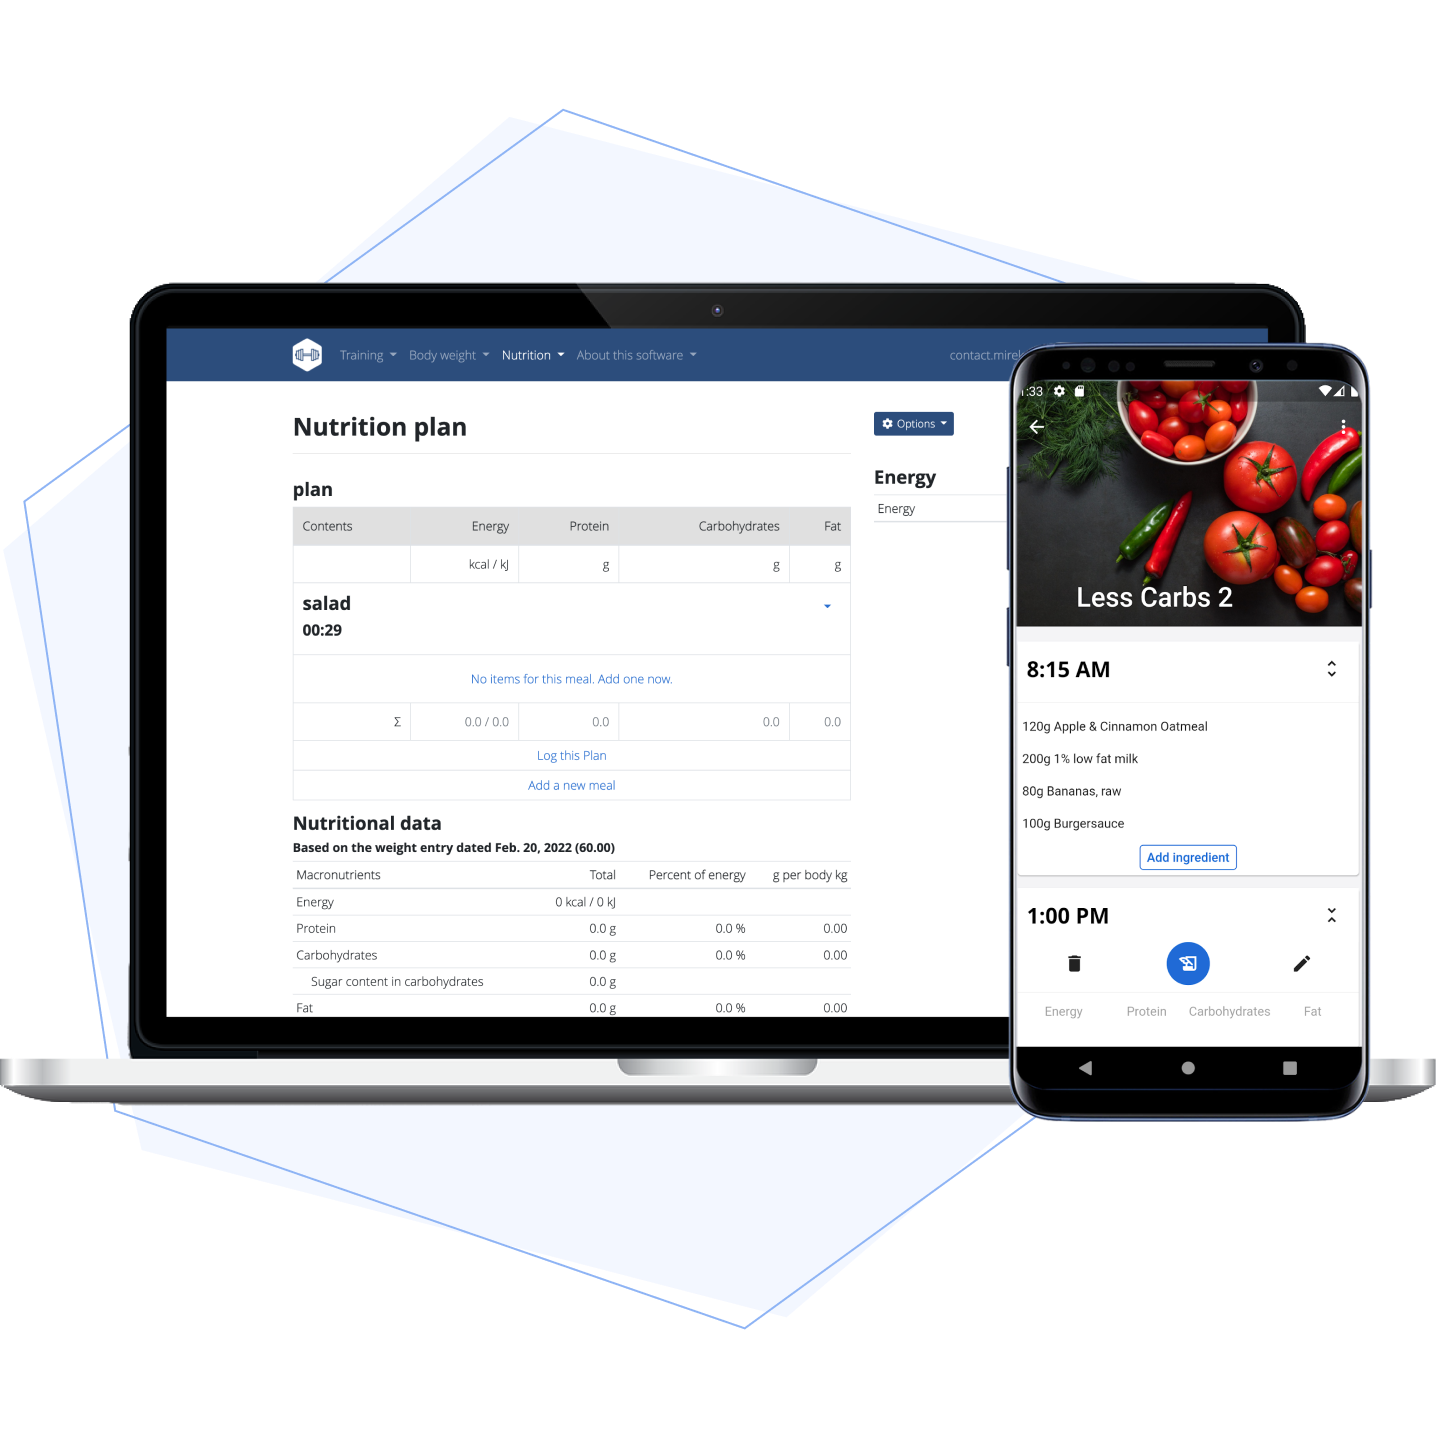 Training Body weight Nutrition About this software
Nutrition plan
Options
plan
Contents Energy Protein Carbohydrates Fat
kcal / kJ g g g
salad
00:29
No items for this meal. Add one now.
Σ 0.0 / 0.0 0.0 0.0 0.0
Log this Plan
Add a new meal
Nutritional data
Based on the weight entry dated Feb. 20, 2022 (60.00)
Macronutrients Total Percent of energy g per body kg
Energy 0 kcal / 0 kJ
Protein 0.0 g 0.0 % 0.00
Carbohydrates 0.0 g 0.0 % 0.00
Sugar content in carbohydrates 0.0 g
Fat 0.0 g 0.0 % 0.00
Energy
Energy
:33
Less Carbs 2
8:15 AM
120g Apple & Cinnamon Oatmeal
200g 1% low fat milk
80g Bananas, raw
100g Burgersauce
Add ingredient
1:00 PM
Energy Protein Carbohydrates Fat